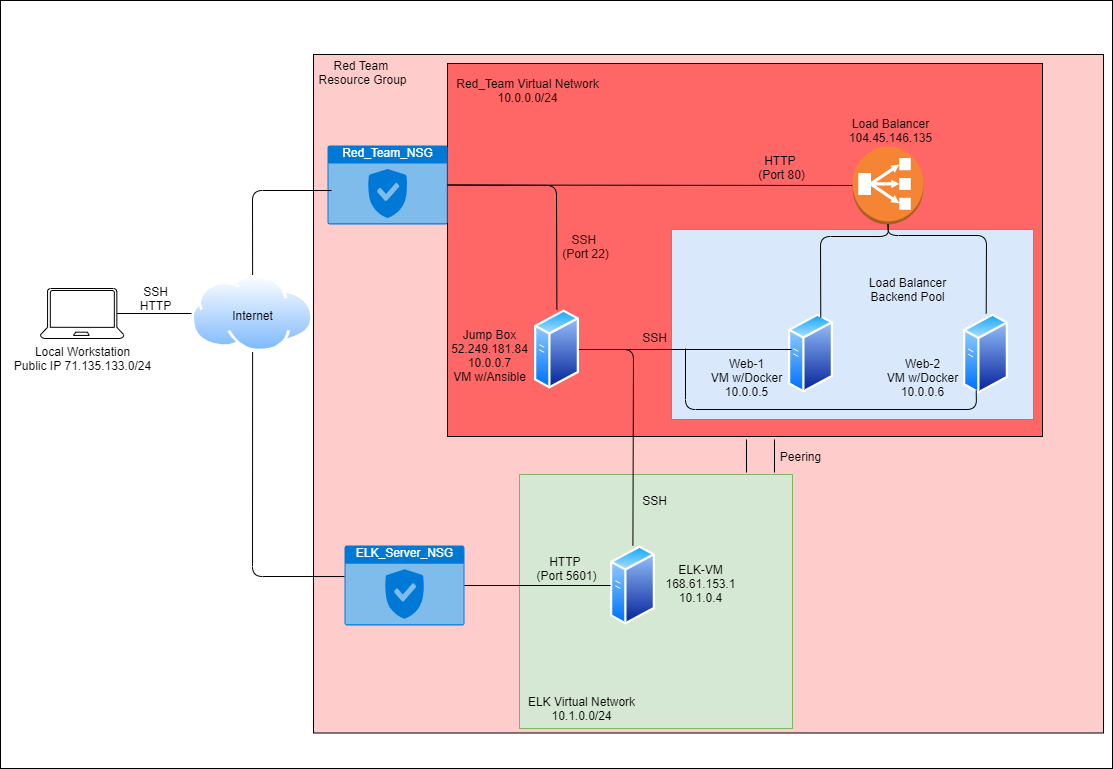 Red Team
Resource Group
Red_Team Virtual Network
10.0.0.0/24
Load Balancer
104.45.146.135
Red_Team_NSG
HTTP
(Port 80)
SSH
(Port 22)
Load Balancer
Backend Pool
SSH
HTTP
Internet
Local Workstation
Public IP 71.135.133.0/24
Jump Box
52.249.181.84
10.0.0.7
VM w/Ansible
SSH
Web-1
VM w/Docker
10.0.0.5
Web-2
VM w/Docker
10.0.0.6
Peering
SSH
ELK_Server_NSG
HTTP
(Port 5601)
ELK-VM
168.61.153.1
10.1.0.4
ELK Virtual Network
10.1.0.0/24